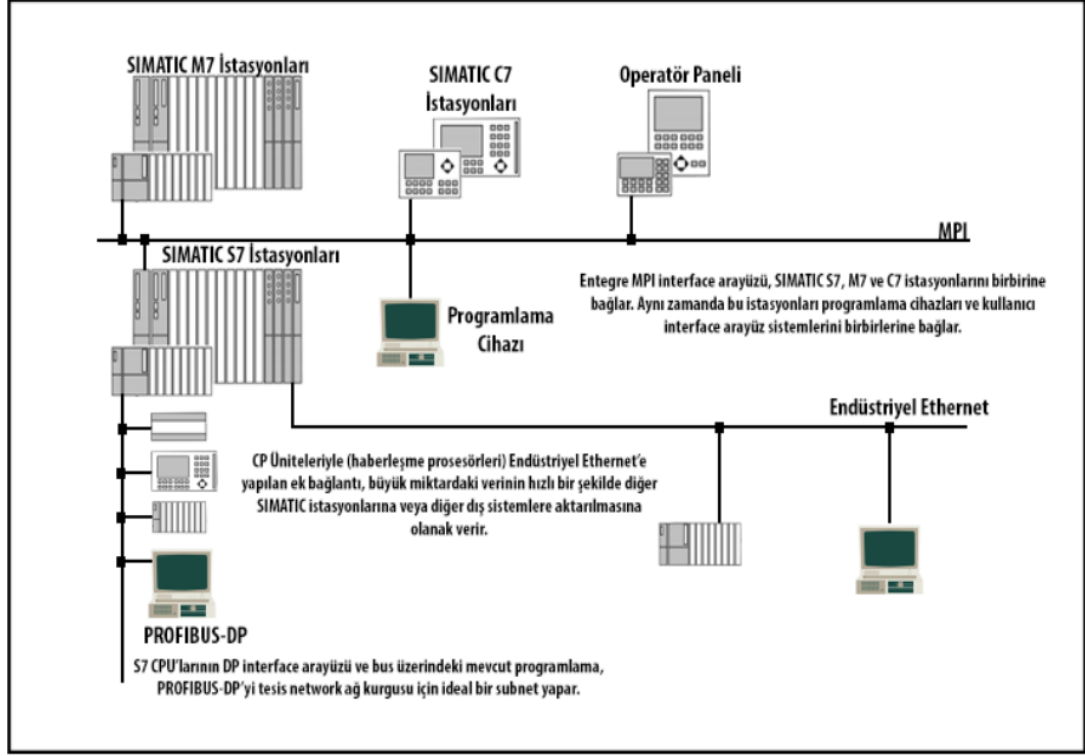 SIMATIC M7 İstasyonları
SIMATIC C7
İstasyonları
Operatör Paneli
MPI
SIMATIC S7 İstasyonları
Entegre MPI interface arayüzü, SIMATIC S7, M7 ve C7 istasyonlarını birbirine
bağlar. Aynı zamanda bu istasyonları programlama cihazları ve kullanıcı
interface arayüz sistemlerini birbirlerine bağlar.
Programlama
Cihazı
Endüstriyel Ethernet
CP Üniteleriyle (haberleşme prosesörleri) Endüstriyel Ethernet'e
yapılan ek bağlantı, büyük miktardaki verinin hızlı bir şekilde diğer
SIMATIC istasyonlarına veya diğer dış sistemlere aktarılmasına
olanak verir.
PROFIBUS-DP
S7 CPU'larının DP interface arayüzü ve bus üzerindeki mevcut programlama,
PROFIBUS-DP'yi tesis network ağ kurgusu için ideal bir subnet yapar.